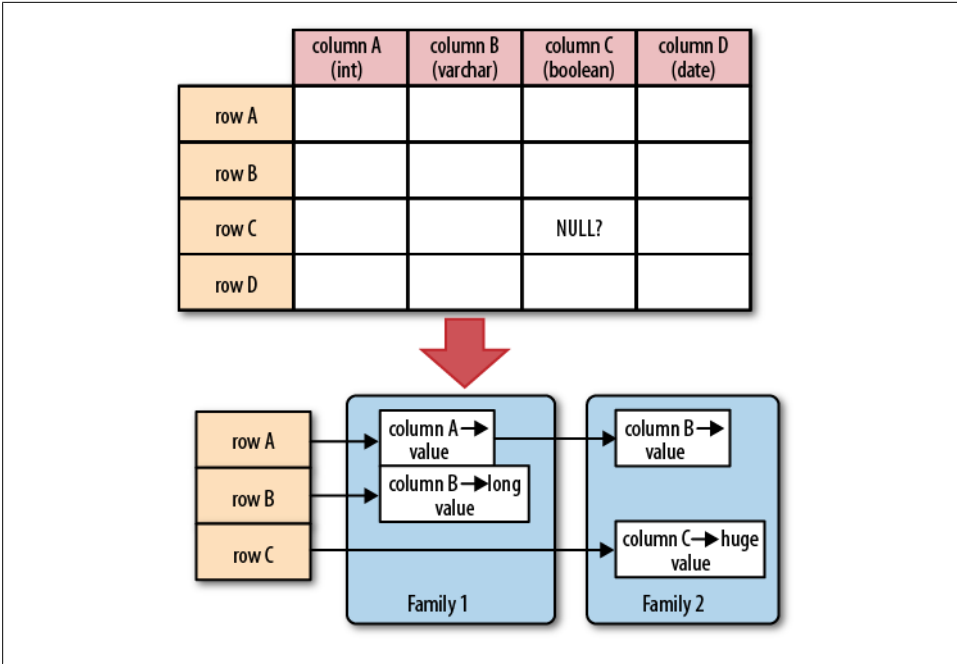 column A
(int)
column B
(varchar)
column C
(boolean)
column D
(date)
row A
row B
row C
NULL?
row D
row A
column A
value
column B
value
row B
column B long
value
row C
column C huge
value
Family 1
Family 2